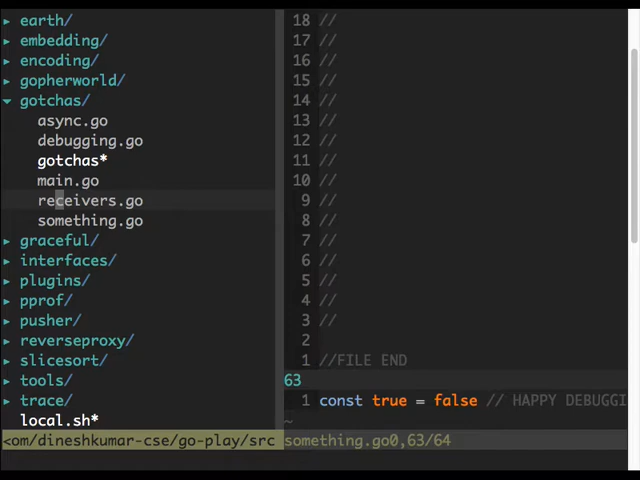 ▸ earth/
▸ embedding/
▸ encoding/
▸ gopherworld/
▾ gotchas/
async.go
debugging.go
gotchas*
main.go
receivers.go
something.go
▸ graceful/
▸ interfaces/
▸ plugins/
▸ pprof/
▸ pusher/
▸ reverseproxy/
▸ slicesort/
▸ tools/
▸ trace/
local.sh*
<om/dineshkumar-cse/go-play/src
18 //
17 //
16 //
15 //
14 //
13 //
12 //
11 //
10 //
9 //
8 //
7 //
6 //
5 //
4 //
3 //
2
1 //FILE END
63
1 const true = false // HAPPY DEBUGGI
~
something.go0,63/64